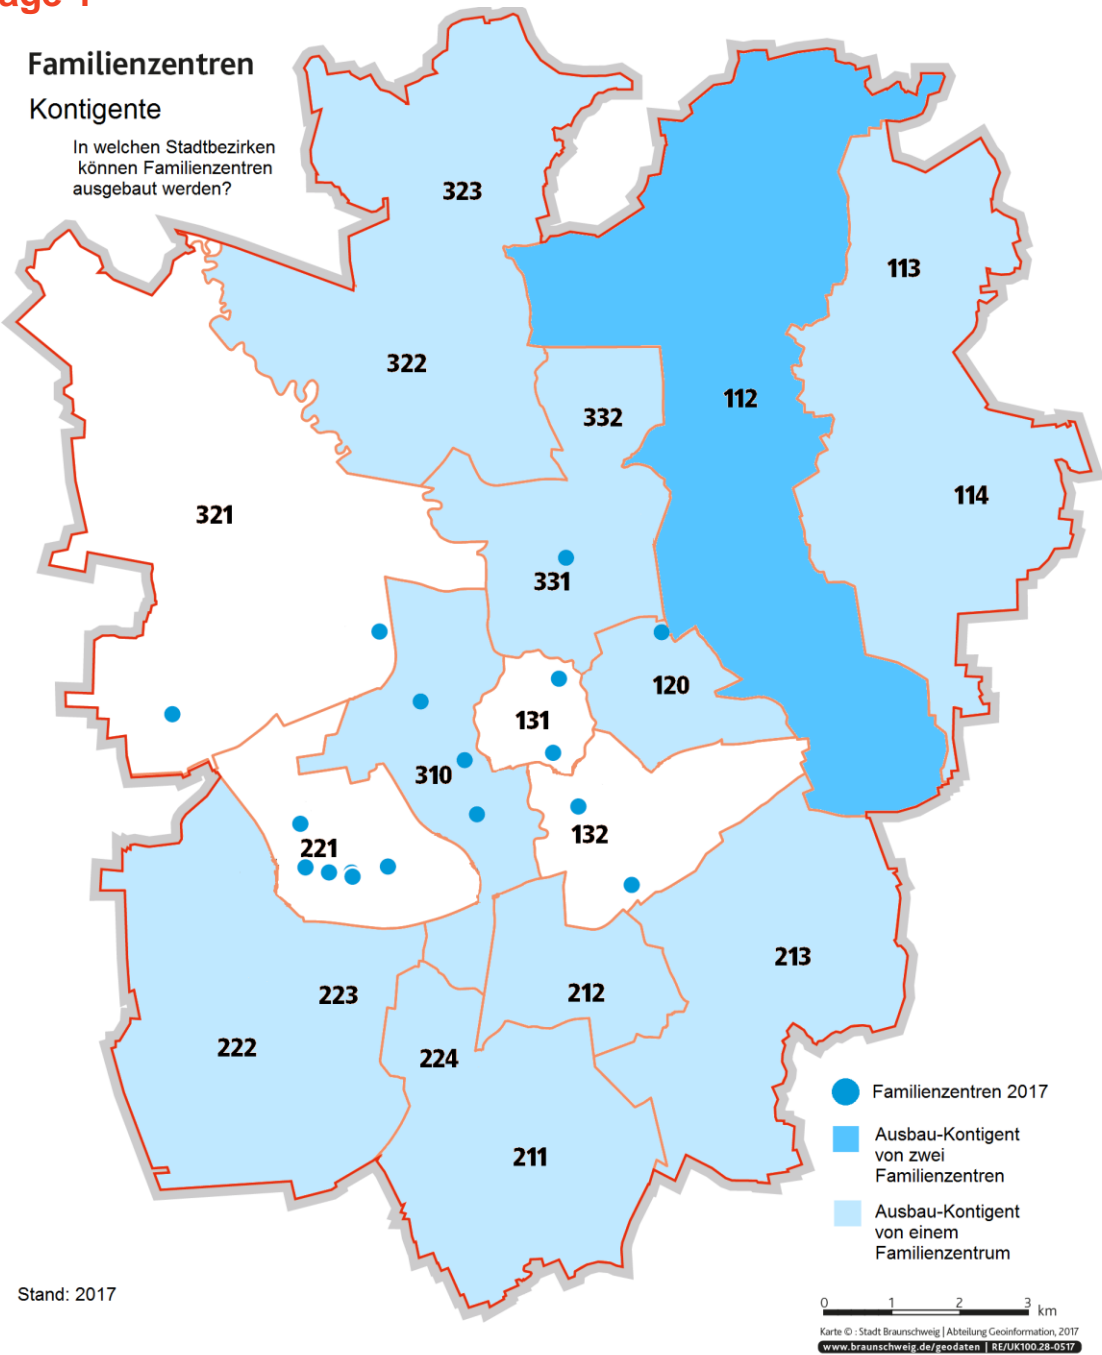 age 1
Familienzentren
Kontigente
In welchen Stadtbezirken
können Familienzentren
ausgebaut werden?
323
113
322
112
332
114
321
331
120
131
310
132
221
213
212
223
222
224
211
Familienzentren 2017
Ausbau-Kontigent
von zwei
Familienzentren
Ausbau-Kontigent
von einem
Familienzentrum
Stand: 2017
0 1 2 3 km
Karte © : Stadt Braunschweig | Abteilung Geoinformation, 2017
www.braunschweig.de/geodaten | RE/UK100.28-0517